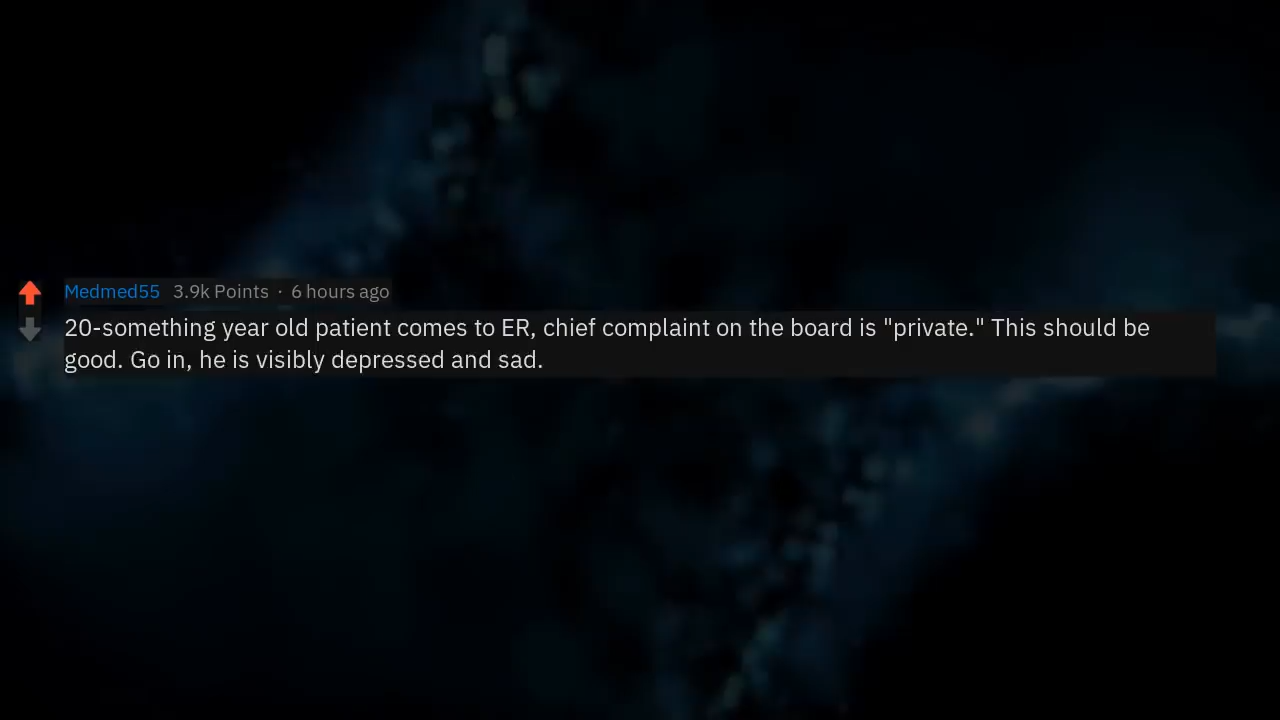 Medmed55 3.9k Points · 6 hours ago
20-something year old patient comes to ER, chief complaint on the board is "private." This should be
good. Go in, he is visibly depressed and sad.